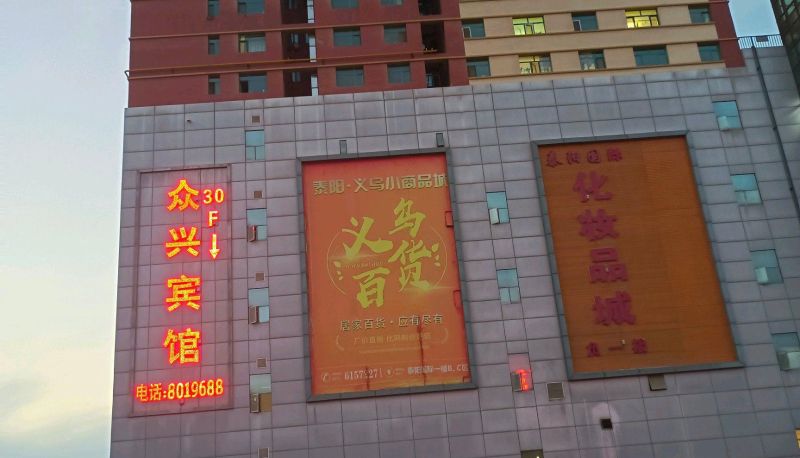 众兴宾馆
30
F
电话:8019688
泰阳·义乌小商品城
义乌
百货
居家百货·应有尽有
6157927
泰阳国际
化妆品城
负一楼